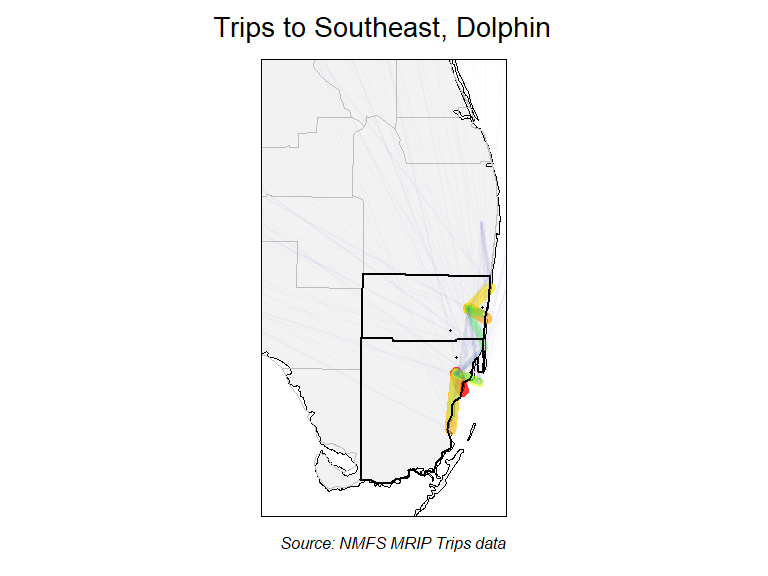 Trips to Southeast, Dolphin
Source: NMFS MRIP Trips data